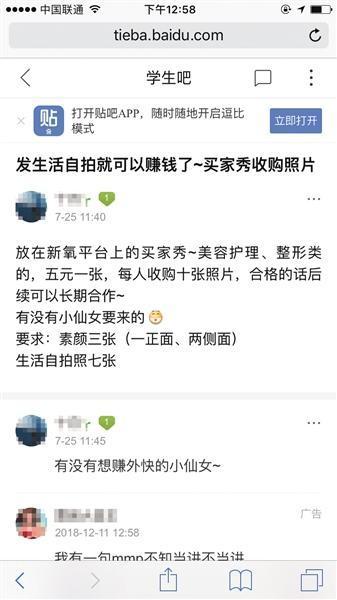 中国联通
下午12:58
tieba.baidu.com
学生吧
贴
打开贴吧APP，随时随地开启逗比
模式
立即打开
发生活自拍就可以赚钱了~买家秀收购照片
1
7-25 11:40
放在新氧平台上的买家秀~美容护理、整形类
的，五元一张，每人收购十张照片，合格的话后
续可以长期合作~
有没有小仙女要来的
要求：素颜三张（一正面、两侧面）
生活自拍照七张
1
7-25 11:45
有没有想赚外快的小仙女~
广告
2018-12-11 12:58
我有一句mmp不知当讲不当讲